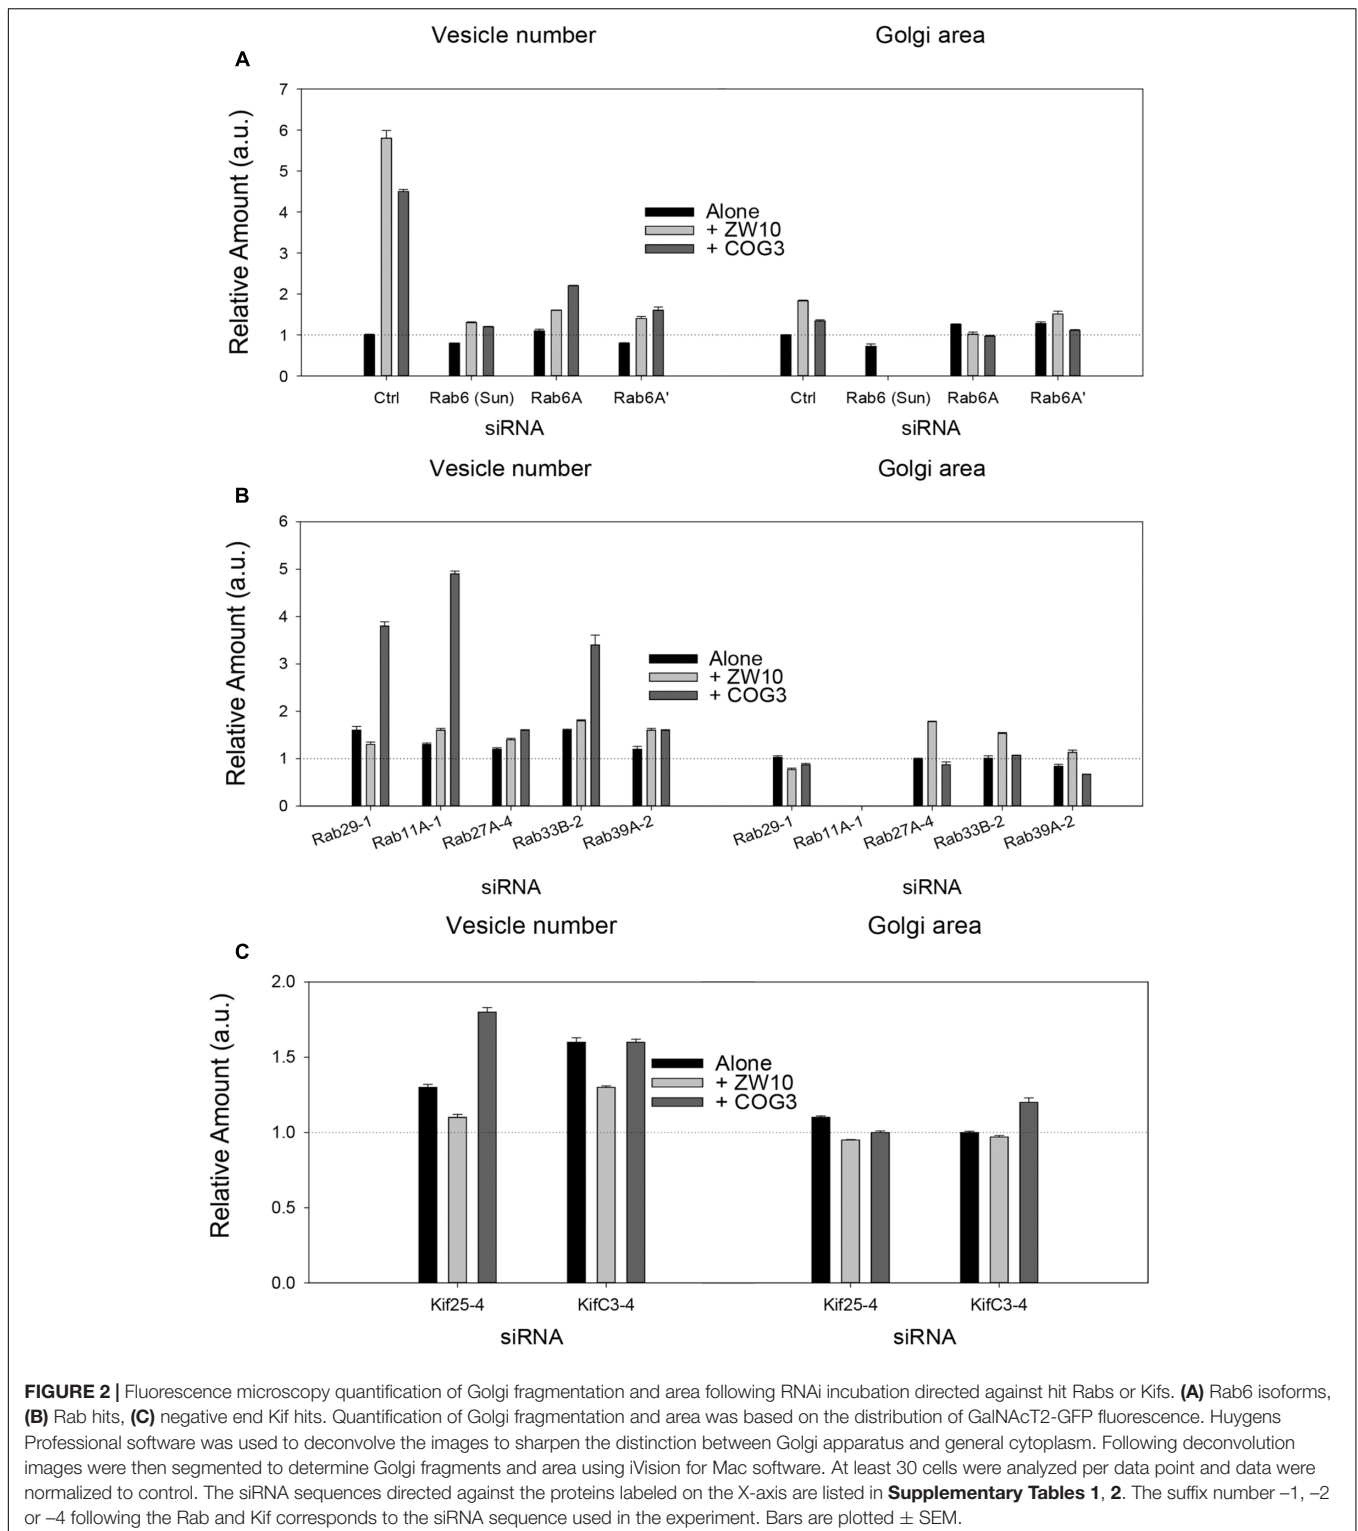 Vesicle number Golgi area
A
7
6
5
4
3
2
1
0
Relative Amount (a.u.)
Alone
+ ZW10
+ COG3
Ctrl Rab6 (Sun) Rab6A Rab6A' Ctrl Rab6 (Sun) Rab6A Rab6A'
siRNA siRNA
Vesicle number Golgi area
B
6
5
4
3
2
1
0
Relative Amount (a.u.)
Alone
+ ZW10
+ COG3
Rab29-1 Rab11A-1 Rab27A-4 Rab33B-2 Rab39A-2 Rab29-1 Rab11A-1 Rab27A-4 Rab33B-2 Rab39A-2
siRNA siRNA
Vesicle number Golgi area
C
2.0
1.5
1.0
0.5
0.0
Relative Amount (a.u.)
Alone
+ ZW10
+ COG3
Kif25-4 KifC3-4 Kif25-4 KifC3-4
siRNA siRNA
FIGURE 2 | Fluorescence microscopy quantification of Golgi fragmentation and area following RNAi incubation directed against hit Rabs or Kifs. (A) Rab6 isoforms,
(B) Rab hits, (C) negative end Kif hits. Quantification of Golgi fragmentation and area was based on the distribution of GalNAcT2-GFP fluorescence. Huygens
Professional software was used to deconvolve the images to sharpen the distinction between Golgi apparatus and general cytoplasm. Following deconvolution
images were then segmented to determine Golgi fragments and area using iVision for Mac software. At least 30 cells were analyzed per data point and data were
normalized to control. The siRNA sequences directed against the proteins labeled on the X-axis are listed in Supplementary Tables 1, 2. The suffix number –1, –2
or –4 following the Rab and Kif corresponds to the siRNA sequence used in the experiment. Bars are plotted ± SEM.